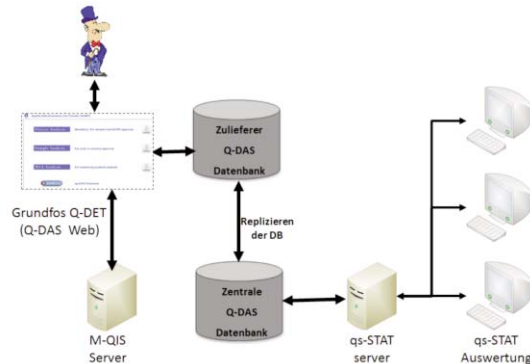 Zulieferer
Q-DAS
Datenbank
Grundfos Q-DET
(Q-DAS Web)
Replizieren
der DB
Zentrale
Q-DAS
Datenbank
M-QIS
Server
qs-STAT
server
qs-STAT
Auswertung